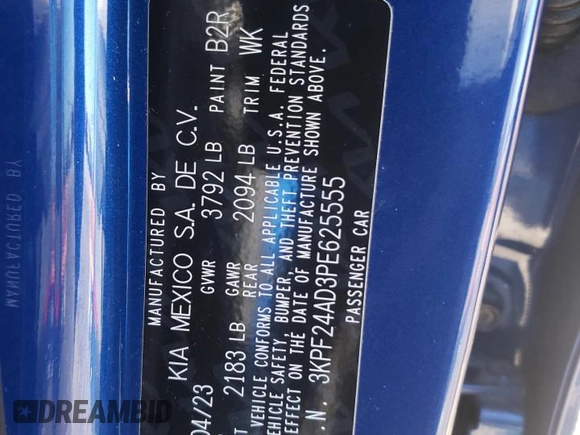 MANUFACTURED BY
KIA MEXICO S.A. DE C.V.
04/23 GVWR 3792 LB PAINT B2R
GAWR
2183 LB REAR 2094 LB TRIM WK
VEHICLE CONFORMS TO ALL APPLICABLE U.S.A. FEDERAL
VEHICLE SAFETY, BUMPER, AND THEFT PREVENTION STANDARDS
EFFECT ON THE DATE OF MANUFACTURE SHOWN ABOVE.
.N. 3KPF24AD3PE625555
PASSENGER CAR
MANUFACTURED BY
DREAMBID